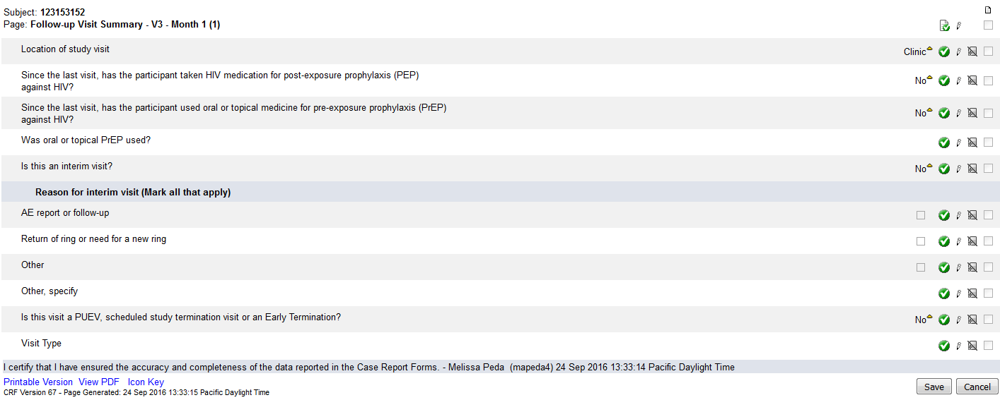 Subject: 123153152
Page: Follow-up Visit Summary - V3 - Month 1 (1)
Location of study visit
Clinic
Since the last visit, has the participant taken HIV medication for post-exposure prophylaxis (PEP)
against HIV?
No
Since the last visit, has the participant used oral or topical medicine for pre-exposure prophylaxis (PrEP)
against HIV?
No
Was oral or topical PrEP used?
Is this an interim visit?
No
Reason for interim visit (Mark all that apply)
AE report or follow-up
Return of ring or need for a new ring
Other
Other, specify
Is this visit a PUEV, scheduled study termination visit or an Early Termination?
No
Visit Type
I certify that I have ensured the accuracy and completeness of the data reported in the Case Report Forms. - Melissa Peda (mapeda4) 24 Sep 2016 13:33:14 Pacific Daylight Time
Printable Version View PDF Icon Key
CRF Version 67 - Page Generated: 24 Sep 2016 13:33:15 Pacific Daylight Time
Save Cancel